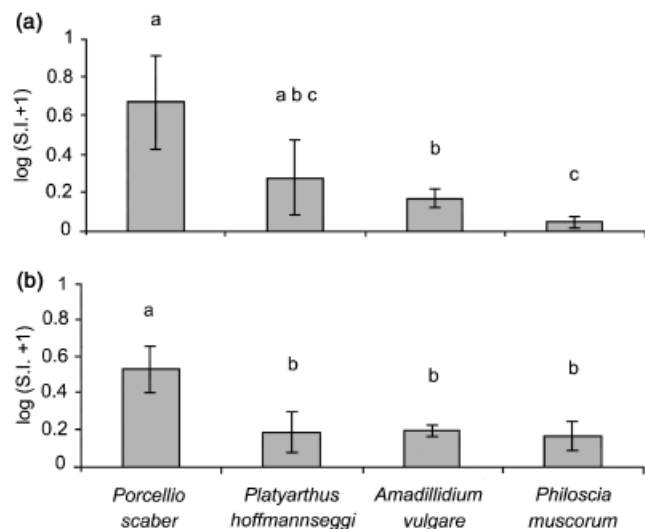 (a)
log (S.I.+1)
1
0.8
0.6
0.4
0.2
0
a
a b c
b
c
(b)
log (S.I. +1)
1
0.8
0.6
0.4
0.2
0
a
b
b
b
Porcellio Platyarthus Amadillidium Philoscia
scaber hoffmannseggi vulgare muscorum